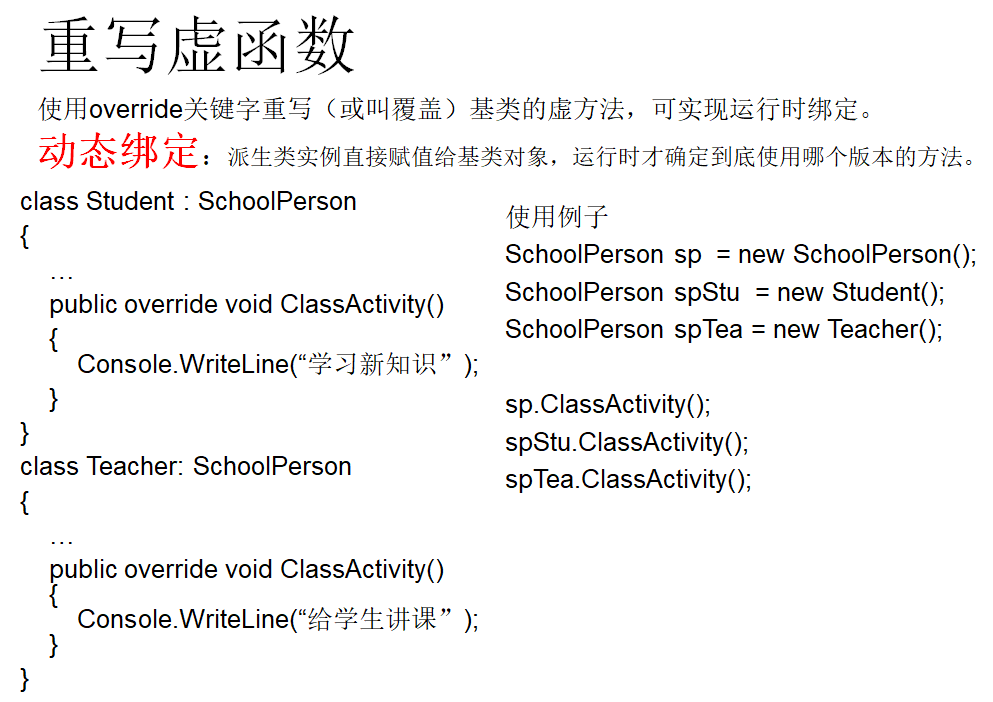 重写虚函数
使用override关键字重写（或叫覆盖）基类的虚方法，可实现运行时绑定。
动态绑定：派生类实例直接赋值给基类对象，运行时才确定到底使用哪个版本的方法。
class Student : SchoolPerson
{
…
public override void ClassActivity()
{
Console.WriteLine(“学习新知识”);
}
}
class Teacher: SchoolPerson
{
…
public override void ClassActivity()
{
Console.WriteLine(“给学生讲课”);
}
}
使用例子
SchoolPerson sp = new SchoolPerson();
SchoolPerson spStu = new Student();
SchoolPerson spTea = new Teacher();
sp.ClassActivity();
spStu.ClassActivity();
spTea.ClassActivity();